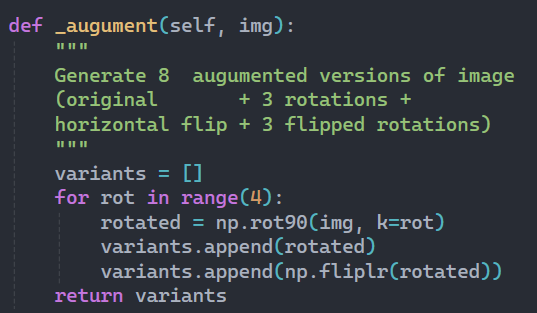 def _augument(self, img):
    """
    Generate 8  augumented versions of image
    (original       + 3 rotations +
    horizontal flip + 3 flipped rotations)
    """
    variants = []
    for rot in range(4):
        rotated = np.rot90(img, k=rot)
        variants.append(rotated)
        variants.append(np.fliplr(rotated))
    return variants